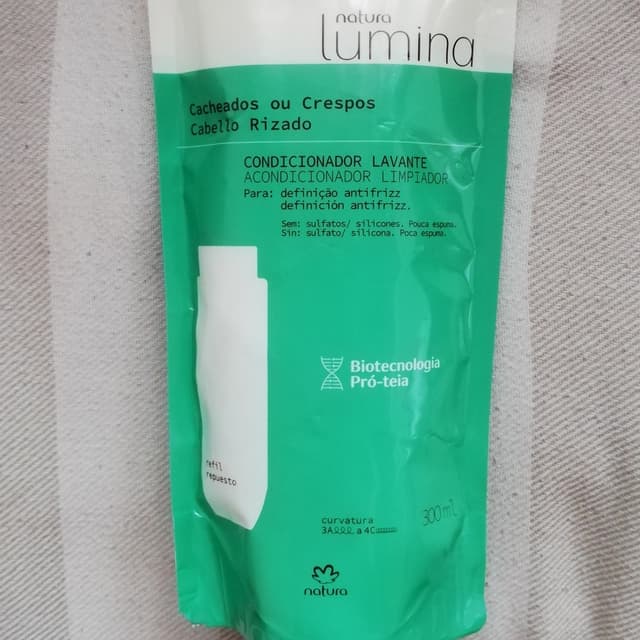 natura
lumina
Cacheados ou Crespos
Cabello Rizado
CONDICIONADOR LAVANTE
ACONDICIONADOR LIMPIADOR
Para: definição antifrizz
definición antifrizz.
Sem: sulfatos/ silicones. Pouca espuma.
Sin: sulfato/ silicona. Poca espuma.
Biotecnologia
Pró-teia
refil
repuesto
curvatura
3A a 4C
300 mL
natura